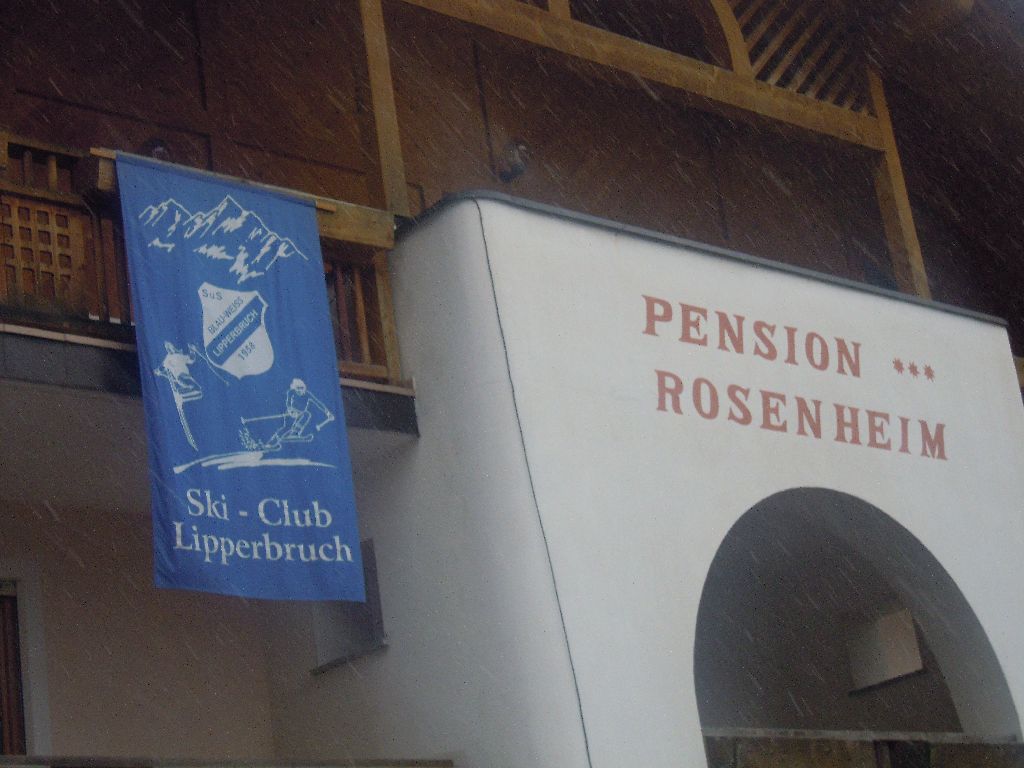 SuS
BLAU-WEISS
LIPPERBRUCH
1958
Ski - Club
Lipperbruch
PENSION ***
ROSENHEIM